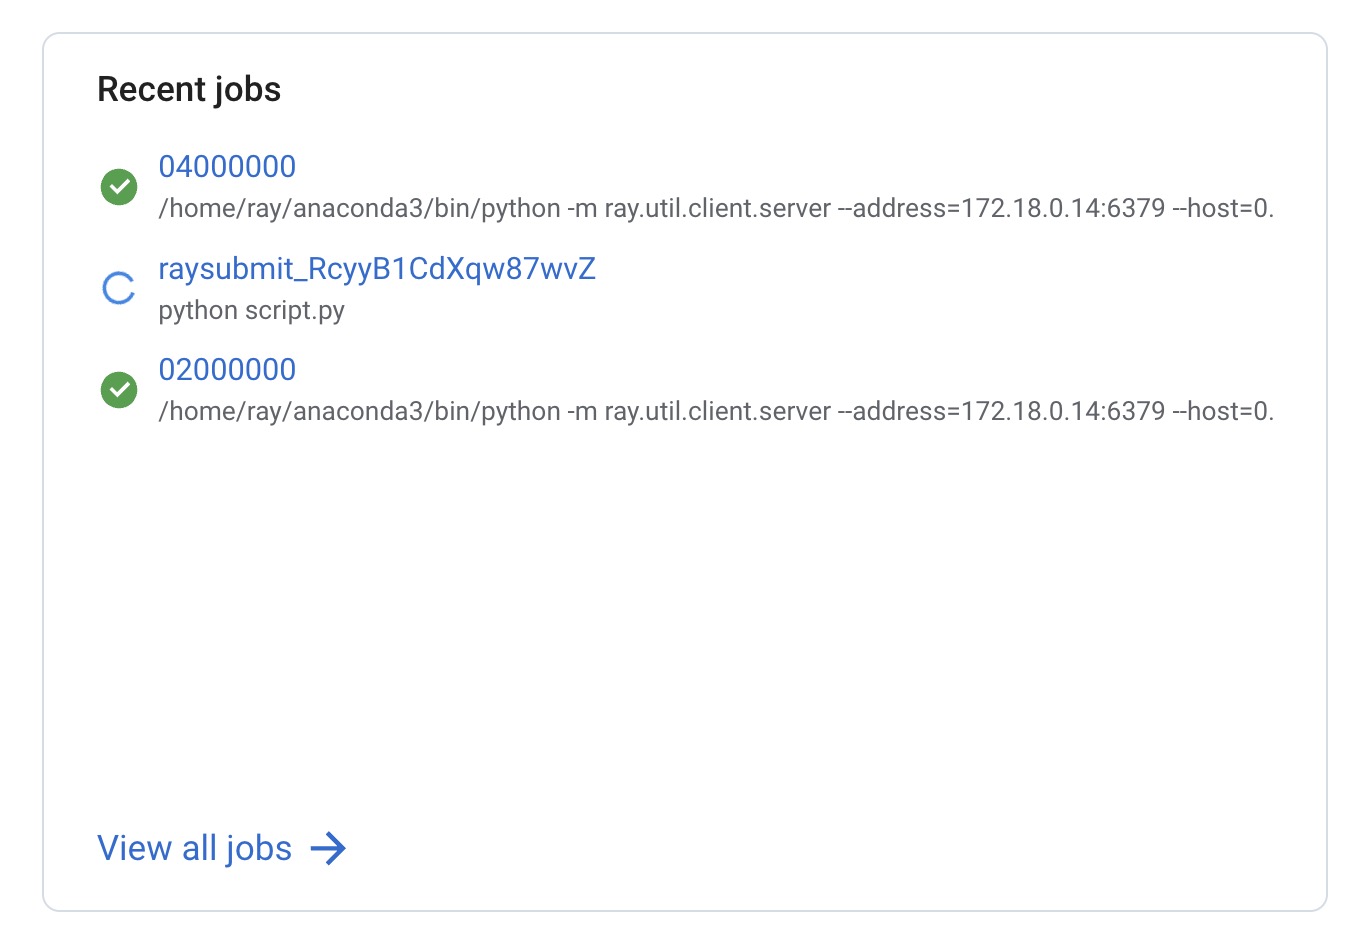 Recent jobs
04000000
/home/ray/anaconda3/bin/python -m ray.util.client.server --address=172.18.0.14:6379 --host=0.
raysubmit_RcyyB1CdXqw87wvZ
python script.py
02000000
/home/ray/anaconda3/bin/python -m ray.util.client.server --address=172.18.0.14:6379 --host=0.
View all jobs